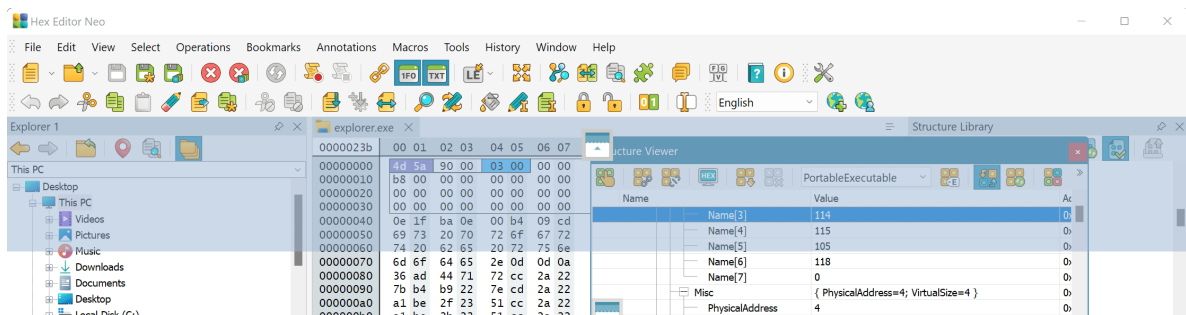 Hex Editor Neo
File Edit View Select Operations Bookmarks Annotations Macros Tools History Window Help
1FO TXT LE FIG V ? i
01 English
Explorer 1 explorer.exe Structure Library
This PC
Desktop
This PC
Videos
Pictures
Music
Downloads
Documents
Desktop
0000023b 00 01 02 03 04 05 06 07
00000000 4d 5a 90 00 03 00 00 00
00000010 b8 00 00 00 00 00 00 00
00000020 00 00 00 00 00 00 00 00
00000030 00 00 00 00 00 00 00 00
00000040 0e 1f ba 0e 00 b4 09 cd
00000050 69 73 20 70 72 6f 67 72
00000060 74 20 62 65 20 72 75 6e
00000070 6d 6f 64 65 2e 0d 0d 0a
00000080 36 ad 44 71 72 cc 2a 22
00000090 7b b4 b9 22 7e cd 2a 22
000000a0 a1 be 2f 23 51 cc 2a 22
ucture Viewer
HEX PortableExecutable
Name Value
Name[3] 114
Name[4] 115
Name[5] 105
Name[6] 118
Name[7] 0
Misc { PhysicalAddress=4; VirtualSize=4 }
PhysicalAddress 4